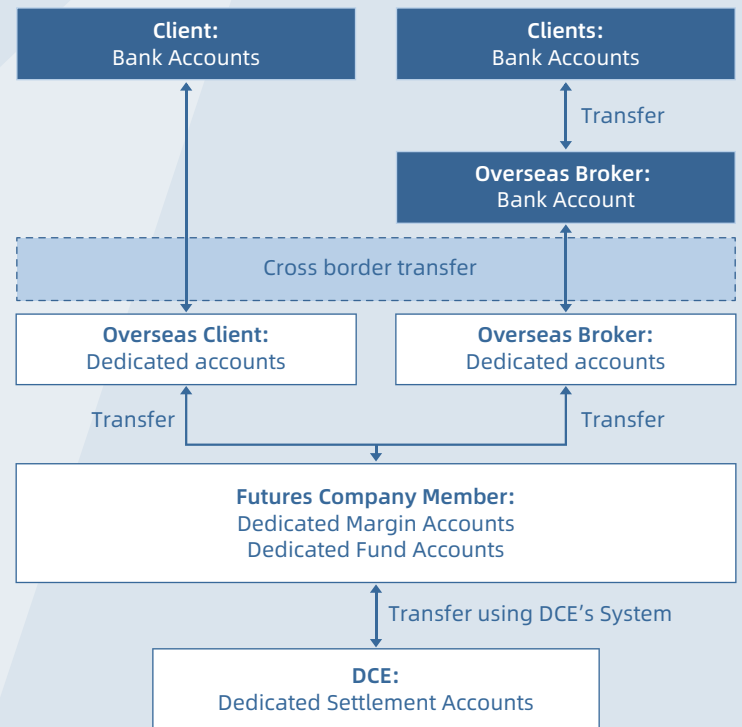 Client:
Bank Accounts
Clients:
Bank Accounts
Transfer
Overseas Broker:
Bank Account
Cross border transfer
Overseas Client:
Dedicated accounts
Overseas Broker:
Dedicated accounts
Transfer
Transfer
Futures Company Member:
Dedicated Margin Accounts
Dedicated Fund Accounts
Transfer using DCE’s System
DCE:
Dedicated Settlement Accounts